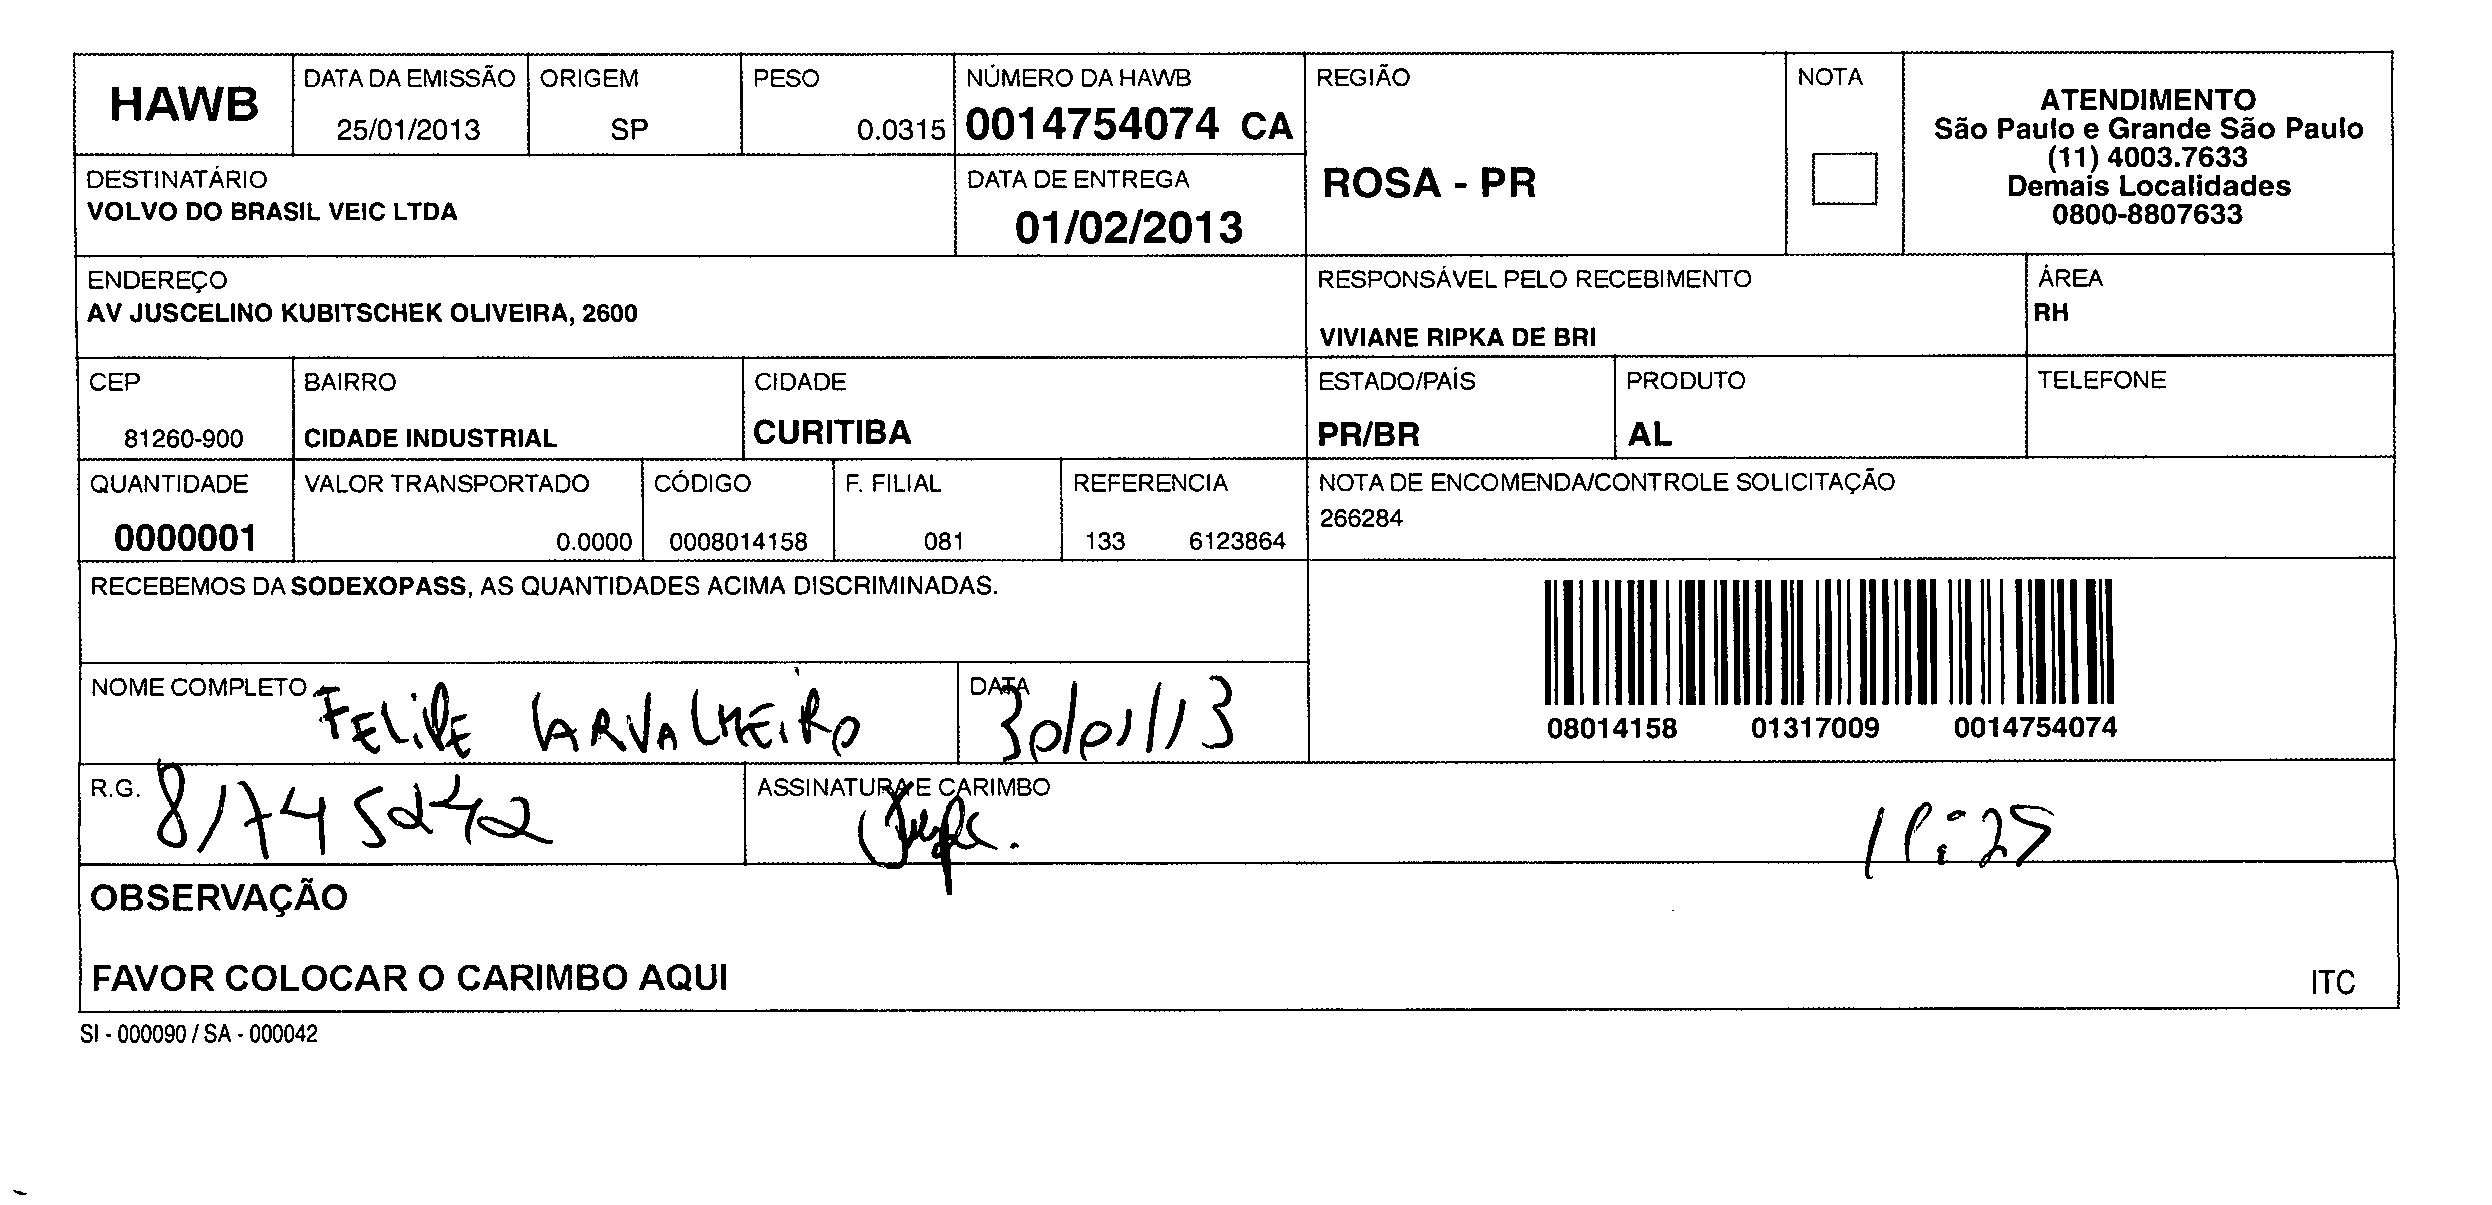 HAWB
DATA DA EMISSÃO
25/01/2013
ORIGEM
SP
PESO
0.0315
NÚMERO DA HAWB
0014754074 CA
REGIÃO
ROSA - PR
NOTA
ATENDIMENTO
São Paulo e Grande São Paulo
(11) 4003.7633
Demais Localidades
0800-8807633
DESTINATÁRIO
VOLVO DO BRASIL VEIC LTDA
DATA DE ENTREGA
01/02/2013
ENDEREÇO
AV JUSCELINO KUBITSCHEK OLIVEIRA, 2600
RESPONSÁVEL PELO RECEBIMENTO
VIVIANE RIPKA DE BRI
ÁREA
RH
CEP
81260-900
BAIRRO
CIDADE INDUSTRIAL
CIDADE
CURITIBA
ESTADO/PAÍS
PR/BR
PRODUTO
AL
TELEFONE
QUANTIDADE
0000001
VALOR TRANSPORTADO
0.0000
CÓDIGO
0008014158
F. FILIAL
081
REFERENCIA
133 6123864
NOTA DE ENCOMENDA/CONTROLE SOLICITAÇÃO
266284
RECEBEMOS DA SODEXOPASS, AS QUANTIDADES ACIMA DISCRIMINADAS.
08014158 01317009 0014754074
NOME COMPLETO
FELIPE CARVALHEIRO
DATA
30/01/13
R.G.
81745242
ASSINATURA E CARIMBO
OBSERVAÇÃO
FAVOR COLOCAR O CARIMBO AQUI
ITC
SI - 000090 / SA - 000042